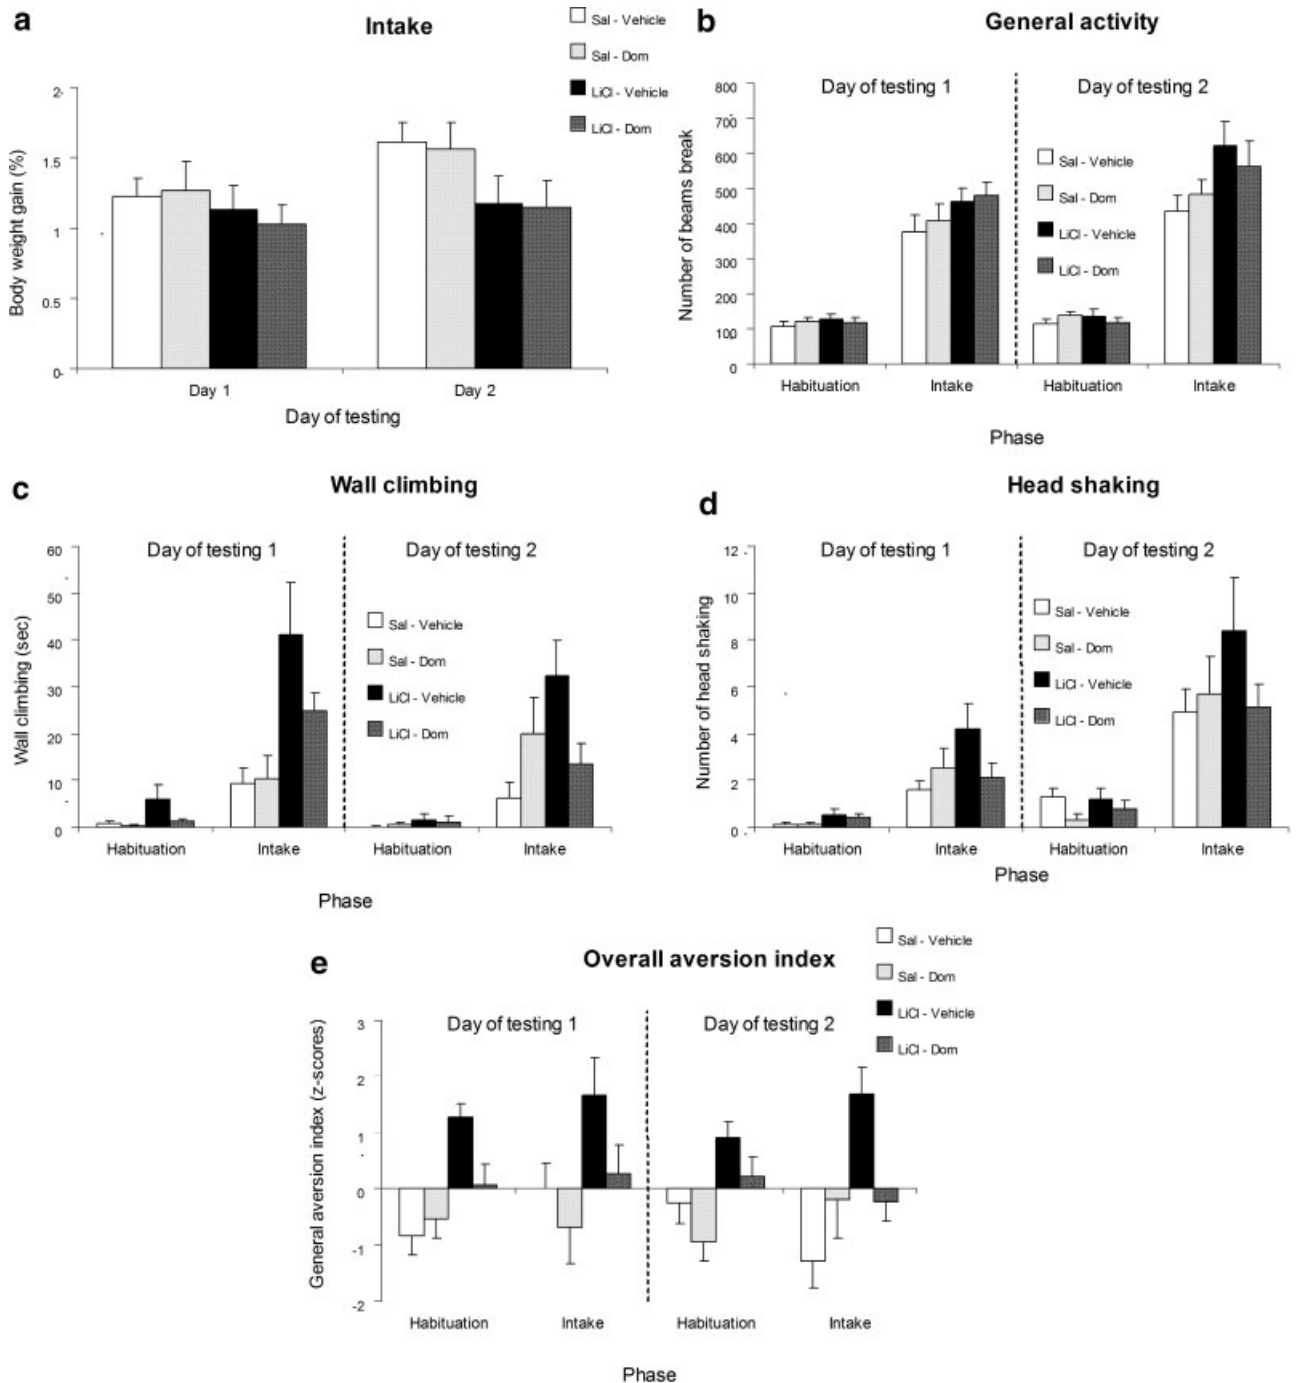 a
Intake
Sal - Vehicle
Sal - Dom
LiCl - Vehicle
LiCl - Dom
Body weight gain (%)
2
1.5
1
0.5
0
Day 1
Day 2
Day of testing
b
General activity
Day of testing 1
Day of testing 2
Sal - Vehicle
Sal - Dom
LiCl - Vehicle
LiCl - Dom
Number of beams break
800
700
600
500
400
300
200
100
0
Habituation
Intake
Habituation
Intake
Phase
c
Wall climbing
Day of testing 1
Day of testing 2
Sal - Vehicle
Sal - Dom
LiCl - Vehicle
LiCl - Dom
Wall climbing (sec)
60
50
40
30
20
10
0
Habituation
Intake
Habituation
Intake
Phase
d
Head shaking
Day of testing 1
Day of testing 2
Sal - Vehicle
Sal - Dom
LiCl - Vehicle
LiCl - Dom
Number of head shaking
12
10
8
6
4
2
0
Habituation
Intake
Habituation
Intake
Phase
e
Overall aversion index
Sal - Vehicle
Sal - Dom
LiCl - Vehicle
LiCl - Dom
Day of testing 1
Day of testing 2
General aversion index (z-scores)
3
2
1
0
-1
-2
Habituation
Intake
Habituation
Intake
Phase